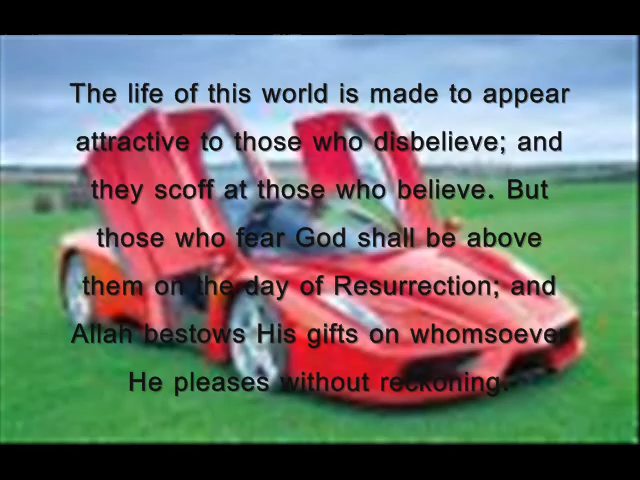 The life of this world is made to appear
attractive to those who disbelieve; and
they scoff at those who believe. But
those who fear God shall be above
them on the day of Resurrection; and
Allah bestows His gifts on whomsoever
He pleases without reckoning.